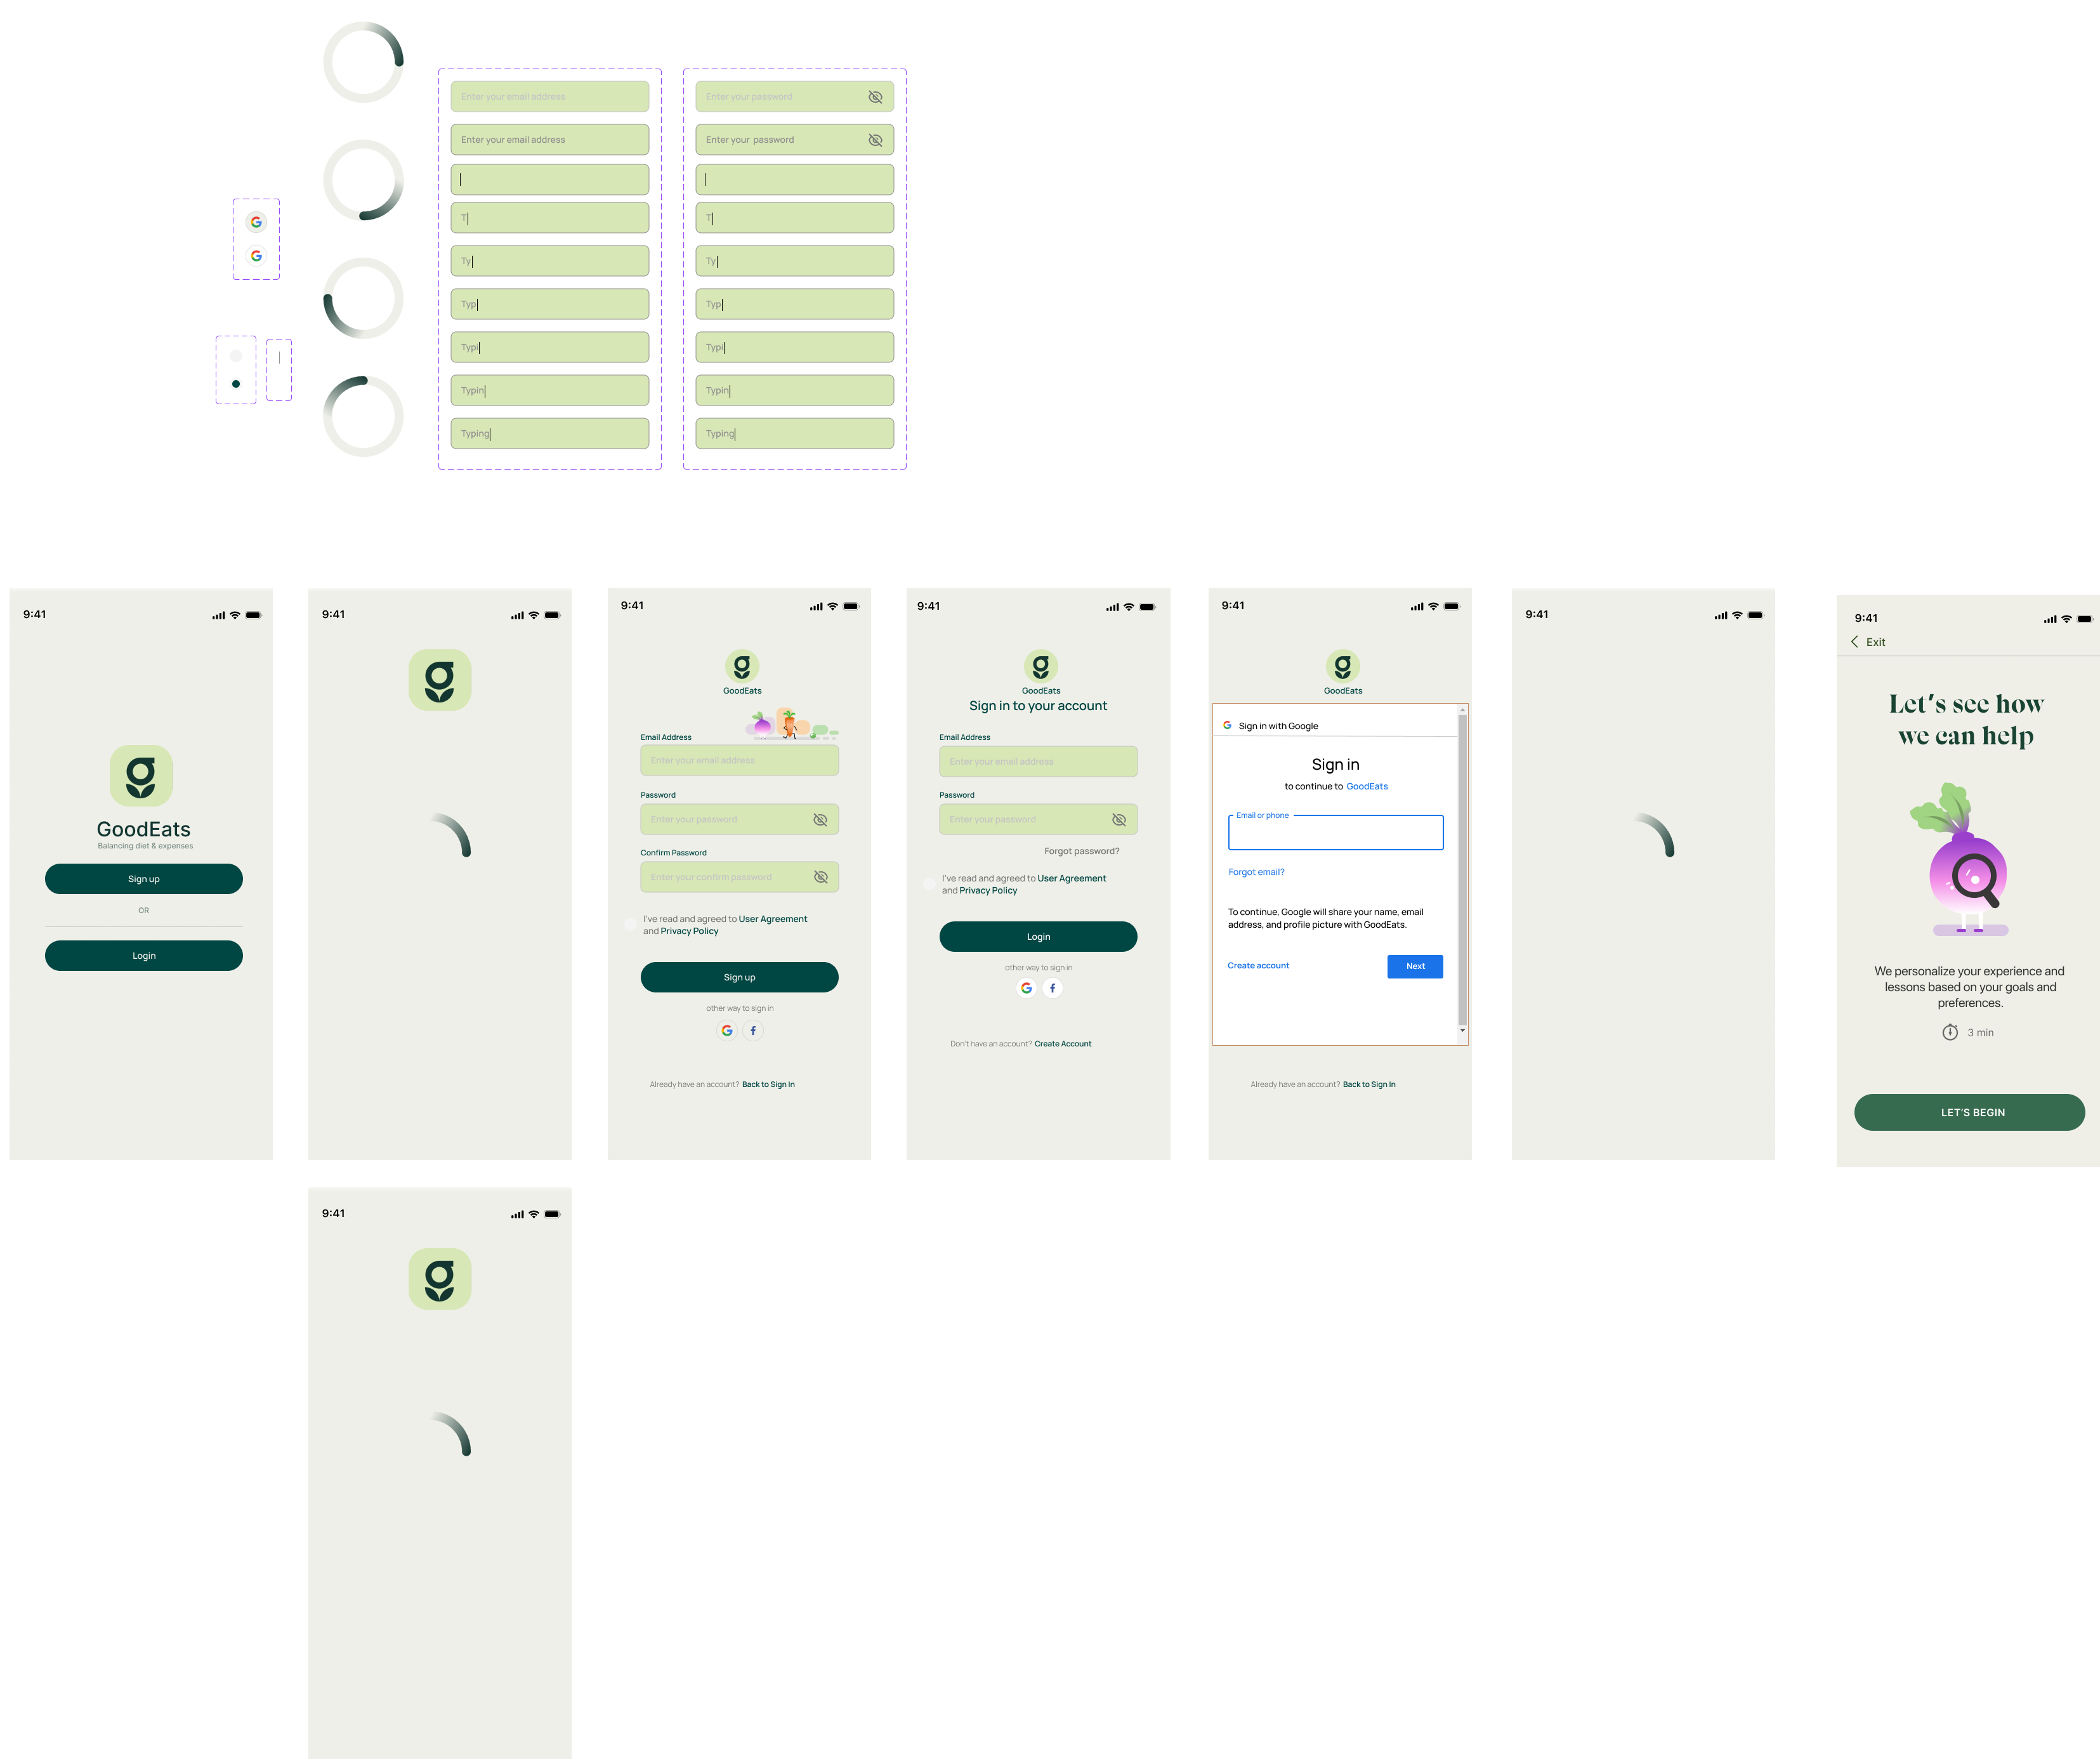 Enter your email address
Enter your email address
T
Ty
Typ
Typi
Typin
Typing
Enter your password
Enter your  password
T
Ty
Typ
Typi
Typin
Typing
9:41
GoodEats
Balancing diet & expenses
Sign up
OR
Login
9:41
9:41
GoodEats
Email Address
Enter your email address
Password
Enter your password
Confirm Password
Enter your confirm password
I've read and agreed to User Agreement
and Privacy Policy
Sign up
other way to sign in
Already have an account? Back to Sign In
9:41
GoodEats
Sign in to your account
Email Address
Enter your email address
Password
Enter your password
Forgot password?
I've read and agreed to User Agreement
and Privacy Policy
Login
other way to sign in
Don't have an account? Create Account
9:41
GoodEats
Sign in with Google
Sign in
to continue to GoodEats
Email or phone
Forgot email?
To continue, Google will share your name, email
address, and profile picture with GoodEats.
Create account
Next
Already have an account? Back to Sign In
9:41
9:41
Exit
Let's see how
we can help
We personalize your experience and
lessons based on your goals and
preferences.
3 min
LET'S BEGIN
9:41